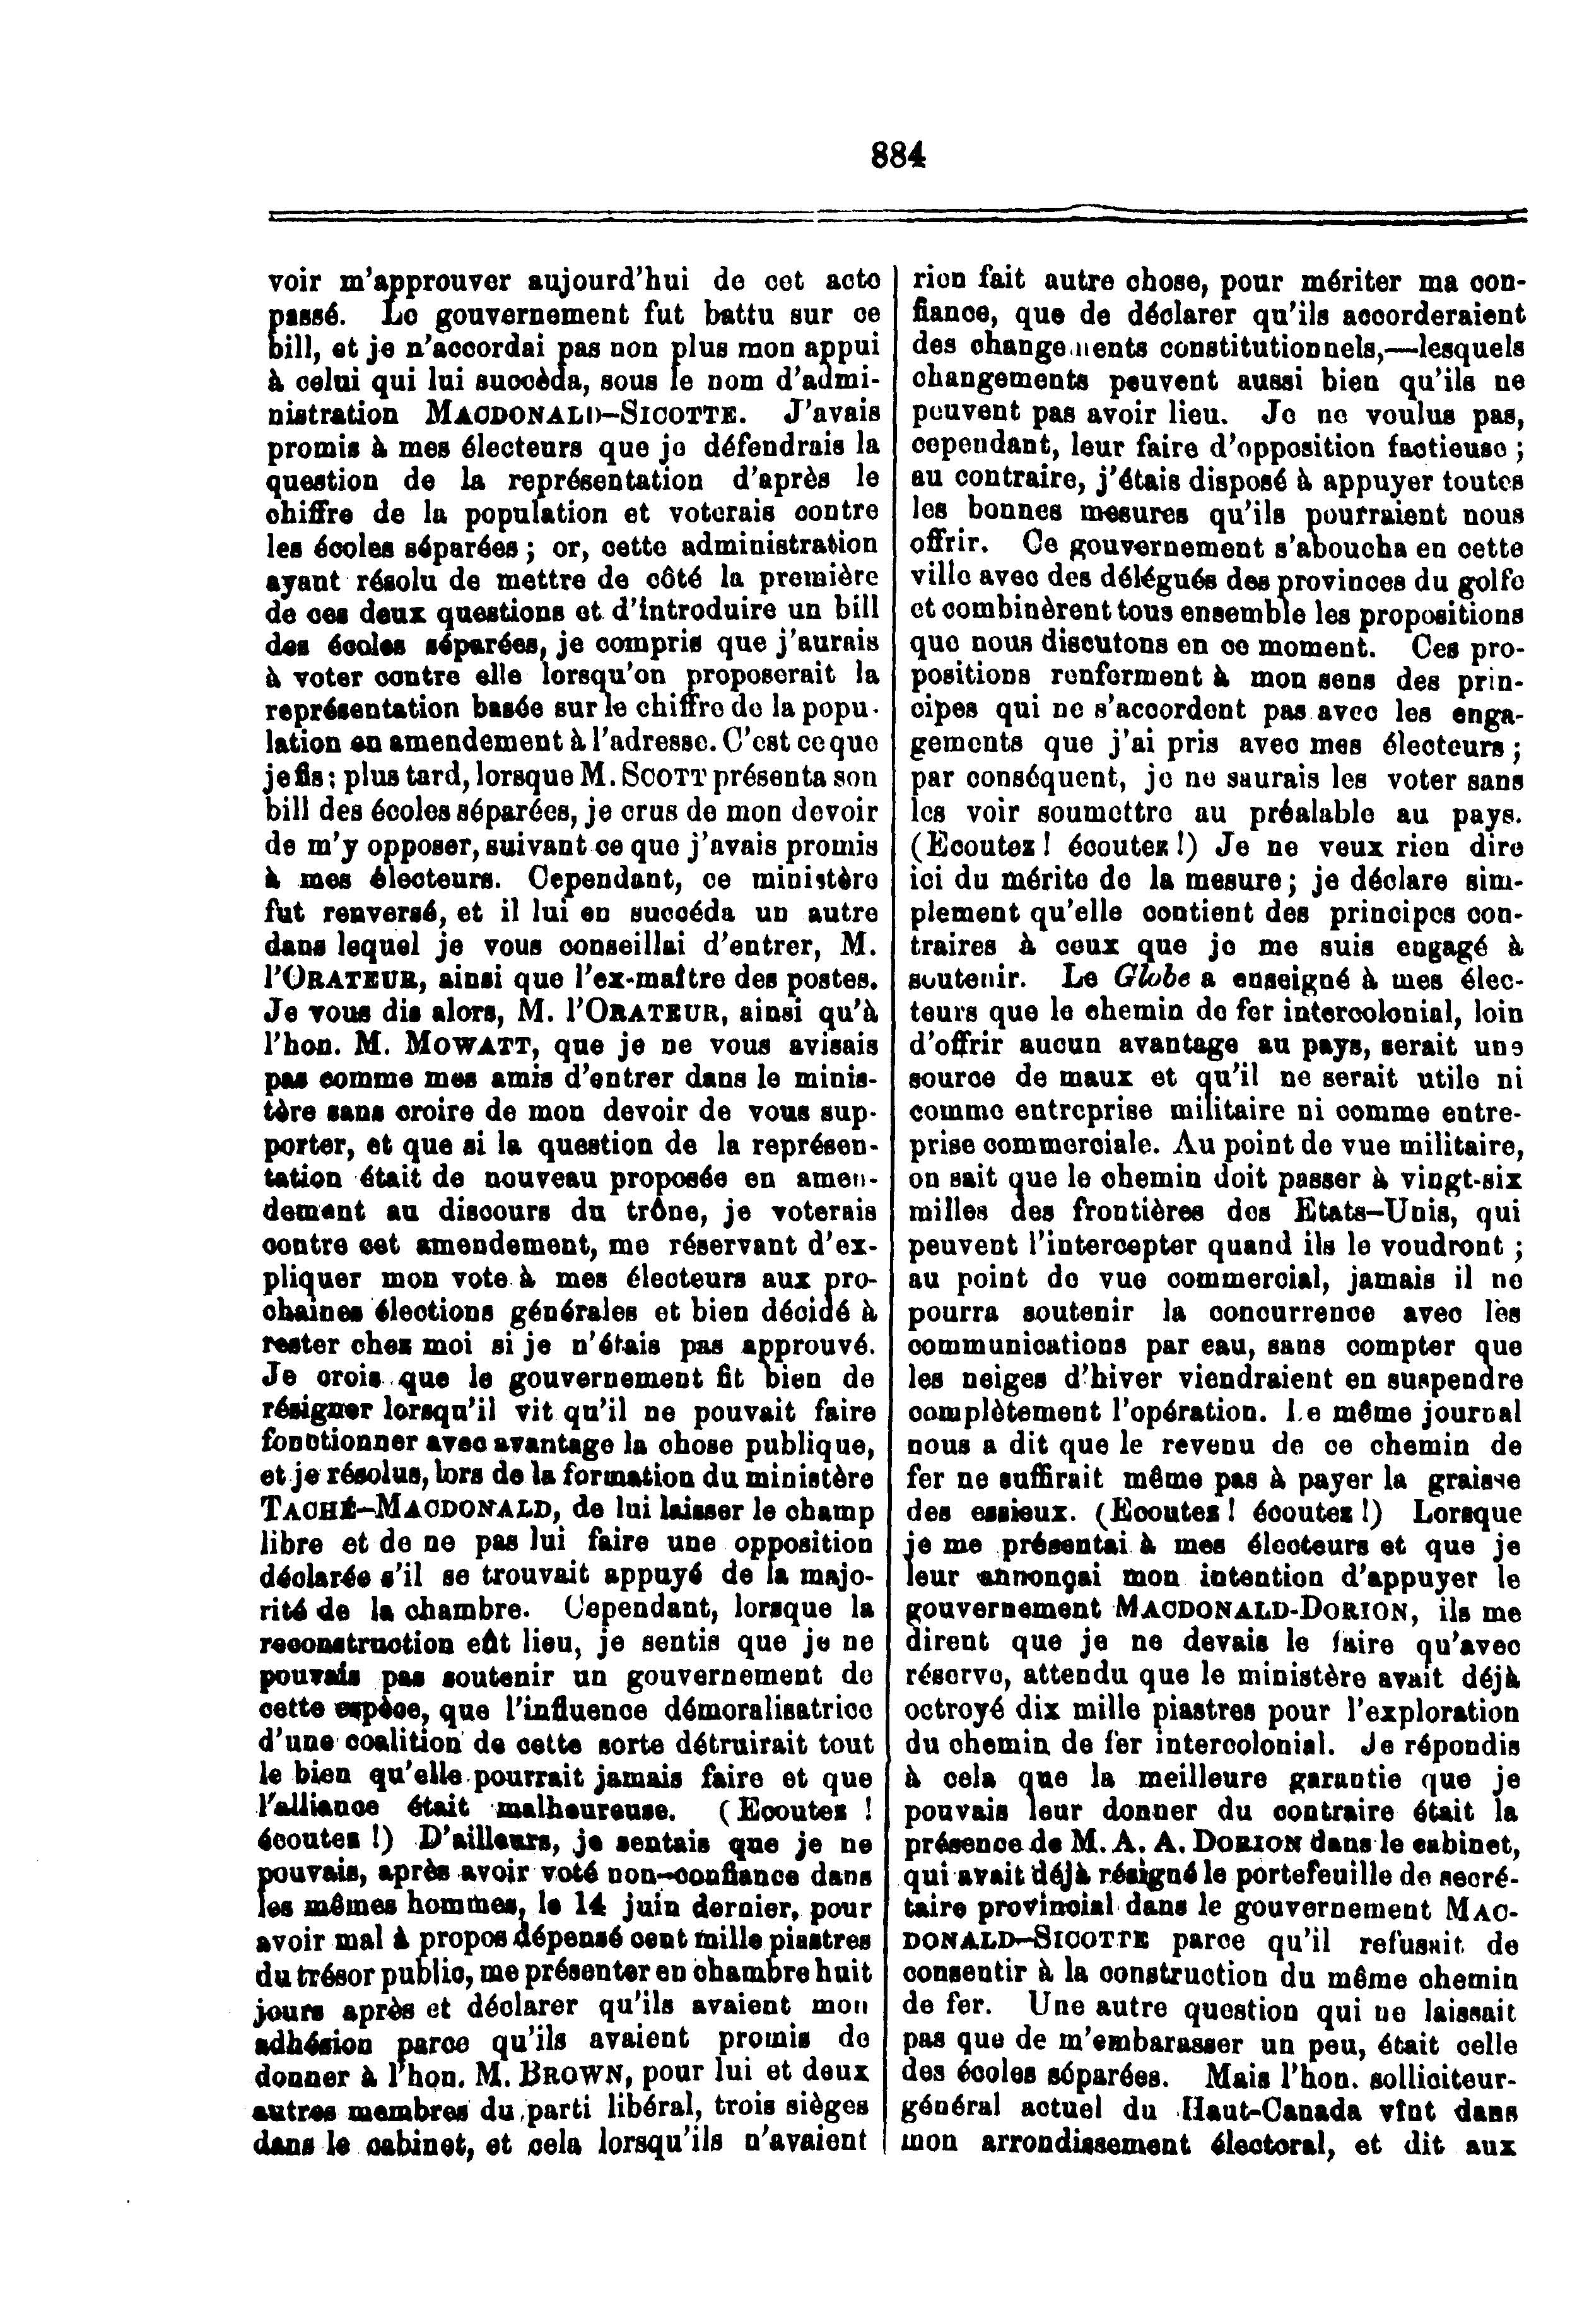 884
voir m'approuver aujourd'hui de cet acte
passé. Le gouvernement fut battu sur ce
bill, et je n'accordai pas non plus mon appui
à celui qui lui succèda, sous le nom d'admi-
nistration MACDONALD–SICOTTE. J'avais
promis à mes électeurs que je défendrais la
question de la représentation d'après le
chiffre de la population et voterais contre
les écoles séparées ; or, cette administration
ayant résolu de mettre de côté la première
de ces deux questions et d'introduire un bill
des écoles séparées, je compris que j'aurais
à voter contre elle lorsqu'on proposerait la
représentation basée sur le chiffre de la popu-
lation en amendement à l'adresse. C'est ce que
je fis ; plus tard, lorsque M. SCOTT présenta son
bill des écoles séparées, je crus de mon devoir
de m'y opposer, suivant ce que j'avais promis
à mes électeurs. Cependant, ce ministère
fut renversé, et il lui en succéda un autre
dans lequel je vous conseillai d'entrer, M.
l'ORATEUR, ainsi que l'ex-maître des postes.
Je vous dis alors, M. l'ORATEUR, ainsi qu'à
l'hon. M. MOWATT, que je ne vous avisais
pas comme mes amis d'entrer dans le minis-
tère sans croire de mon devoir de vous sup-
porter, et que si la question de la représen-
tation était de nouveau proposée en amen-
dement au discours du trône, je voterais
contre cet amendement, me réservant d'ex-
pliquer mon vote à mes électeurs aux pro-
chaines élections générales et bien décidé à
rester chez moi si je n'étais pas approuvé.
Je crois que le gouvernement fit bien de
résigner lorsqu'il vit qu'il ne pouvait faire
fonctionner avec avantage la chose publique,
et je résolus, lors de la formation du ministère
TACHÉ–MACDONALD, de lui laisser le champ
libre et de ne pas lui faire une opposition
déclarée s'il se trouvait appuyé de la majo-
rité de la chambre. Cependant, lorsque la
reconstruction eût lieu, je sentis que je ne
pouvais pas soutenir un gouvernement de
cette espèce, que l'influence démoralisatrice
d'une coalition de cette sorte détruirait tout
le bien qu'elle pourrait jamais faire et que
l'alliance était malheureuse. (Ecoutez !
écoutez !) D'ailleurs, je sentais que je ne
pouvais, après avoir voté non–confiance dans
les mêmes hommes, le 14 juin dernier, pour
avoir mal à propos dépensé cent mille piastres
du trésor public, me présenter en chambre huit
jours après et déclarer qu'ils avaient mon
adhésion parce qu'ils avaient promis de
donner à l'hon. M. BROWN, pour lui et deux
autres membres du parti libéral, trois sièges
dans le cabinet, et cela lorsqu'ils n'avaient
rien fait autre chose, pour mériter ma con-
fiance, que de déclarer qu'ils accorderaient
des changements constitutionnels,—lesquels
changements peuvent aussi bien qu'ils ne
peuvent pas avoir lieu. Je ne voulus pas,
cependant, leur faire d'opposition factieuse ;
au contraire, j'étais disposé à appuyer toutes
les bonnes mesures qu'ils pourraient nous
offrir. Ce gouvernement s'aboucha en cette
ville avec des délégués des provinces du golfe
et combinèrent tous ensemble les propositions
que nous discutons en ce moment. Ces pro-
positions renferment à mon sens des prin-
cipes qui ne s'accordent pas avec les enga-
gements que j'ai pris avec mes électeurs ;
par conséquent, je ne saurais les voter sans
les voir soumettre au préalable au pays.
(Ecoutez ! écoutez !) Je ne veux rien dire
ici du mérite de la mesure ; je déclare sim-
plement qu'elle contient des principes con-
traires à ceux que je me suis engagé à
soutenir. Le Globe a enseigné à mes élec-
teurs que le chemin de fer intercolonial, loin
d'offrir aucun avantage au pays, serait une
source de maux et qu'il ne serait utile ni
comme entreprise militaire ni comme entre-
prise commerciale. Au point de vue militaire,
on sait que le chemin doit passer à vingt-six
milles des frontières des Etats–Unis, qui
peuvent l'intercepter quand ils le voudront ;
au point de vue commercial, jamais il ne
pourra soutenir la concurrence avec les
communications par eau, sans compter que
les neiges d'hiver viendraient en suspendre
complètement l'opération. Le même journal
nous a dit que le revenu de ce chemin de
fer ne suffirait même pas à payer la graisse
des essieux. (Ecoutez ! écoutez !) Lorsque
je me présentai à mes électeurs et que je
leur annonçai mon intention d'appuyer le
gouvernement MACDONALD-DORION, ils me
dirent que je ne devais le faire qu'avec
réserve, attendu que le ministère avait déjà
octroyé dix mille piastres pour l'exploration
du chemin de fer intercolonial. Je répondis
à cela que la meilleure garantie que je
pouvais leur donner du contraire était la
présence de M. A. A. DORION dans le cabinet,
qui avait déjà résigné le portefeuille de secré-
taire provincial dans le gouvernement MAC-
DONALD–SICOTTE parce qu'il refusait de
consentir à la construction du même chemin
de fer. Une autre question qui ne laissait
pas que de m'embarasser un peu, était celle
des écoles séparées. Mais l'hon. solliciteur-
général actuel du Haut-Canada vînt dans
mon arrondissement électoral, et dit aux